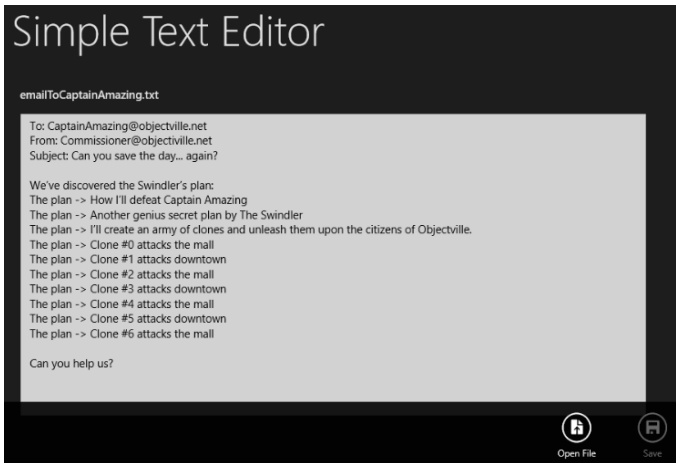 Simple Text Editor
emailToCaptainAmazing.txt
To: CaptainAmazing@objectville.net
From: Commissioner@objectiville.net
Subject: Can you save the day... again?
We've discovered the Swindler's plan:
The plan -> How I'll defeat Captain Amazing
The plan -> Another genius secret plan by The Swindler
The plan -> I'll create an army of clones and unleash them upon the citizens of Objectville.
The plan -> Clone #0 attacks the mall
The plan -> Clone #1 attacks downtown
The plan -> Clone #2 attacks the mall
The plan -> Clone #3 attacks downtown
The plan -> Clone #4 attacks the mall
The plan -> Clone #5 attacks downtown
The plan -> Clone #6 attacks the mall
Can you help us?
Open File
Save